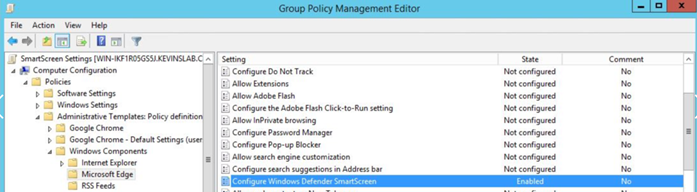 Group Policy Management Editor
File Action View Help
SmartScreen Settings [WIN-IKF1R05GS5I.KEVINSLAB.C
Computer Configuration
Policies
Software Settings
Windows Settings
Administrative Templates: Policy definition
Google Chrome
Google Chrome - Default Settings (user
Windows Components
Internet Explorer
Microsoft Edge
RSS Feeds
Setting State Comment
Configure Do Not Track Not configured No
Allow Extensions Not configured No
Allow Adobe Flash Not configured No
Configure the Adobe Flash Click-to-Run setting Not configured No
Allow InPrivate browsing Not configured No
Configure Password Manager Not configured No
Configure Pop-up Blocker Not configured No
Allow search engine customization Not configured No
Configure search suggestions in Address bar Not configured No
Configure Windows Defender SmartScreen Enabled No